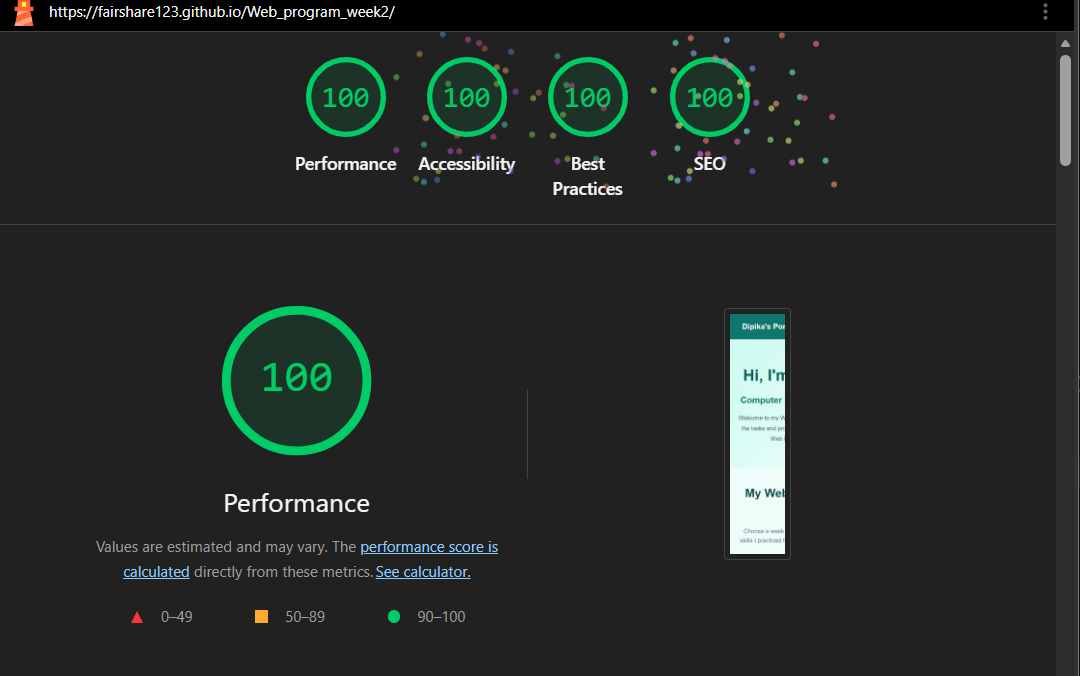 https://fairshare123.github.io/Web_program_week2/
100 100 100 100
Performance Accessibility Best Practices SEO
100
Performance
Values are estimated and may vary. The performance score is
calculated directly from these metrics. See calculator.
0–49 50–89 90–100
Dipika's Por
Hi, I'm
Computer
Welcome to my W
the tasks and pro
Web
My Web
Choose a week
skills I practised